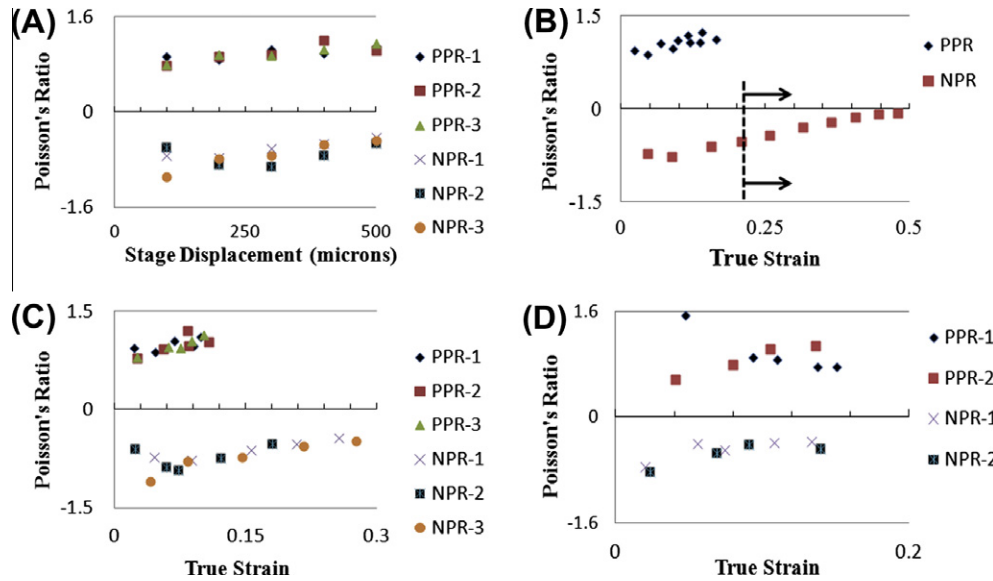 (A)
Poisson's Ratio
1.6
0
-1.6
0
250
500
Stage Displacement (microns)
PPR-1
PPR-2
PPR-3
NPR-1
NPR-2
NPR-3
(B)
Poisson's Ratio
1.5
0
-1.5
0
0.25
0.5
True Strain
PPR
NPR
(C)
Poisson's Ratio
1.5
0
-1.5
0
0.15
0.3
True Strain
PPR-1
PPR-2
PPR-3
NPR-1
NPR-2
NPR-3
(D)
Poisson's Ratio
1.6
0
-1.6
0
0.2
True Strain
PPR-1
PPR-2
NPR-1
NPR-2